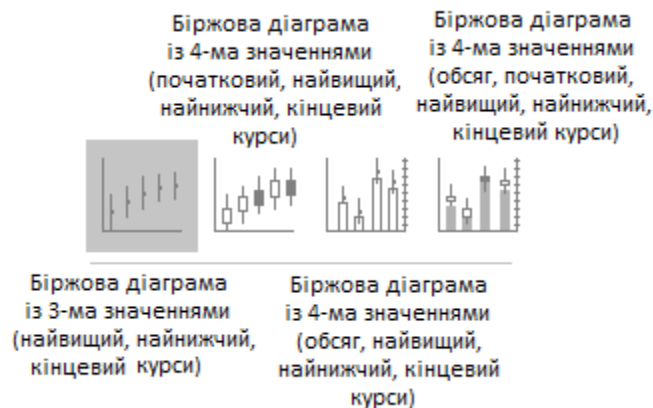 Біржова діаграма
із 4-ма значеннями
(початковий, найвищий,
найнижчий, кінцевий
курси)
Біржова діаграма
із 4-ма значеннями
(обсяг, початковий,
найвищий, найнижчий,
кінцевий курси)
Біржова діаграма
із 3-ма значеннями
(найвищий, найнижчий,
кінцевий курси)
Біржова діаграма
із 4-ма значеннями
(обсяг, найвищий,
найнижчий, кінцевий
курси)